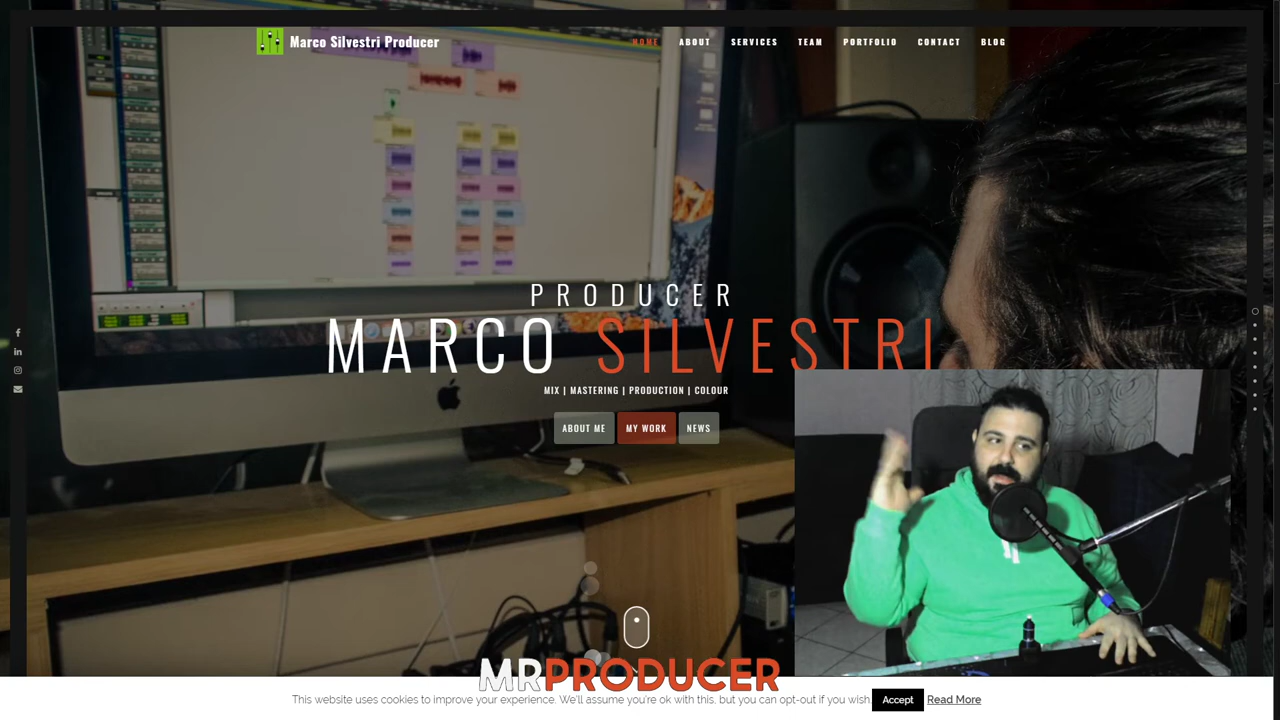 Marco Silvestri Producer
HOME ABOUT SERVICES TEAM PORTFOLIO CONTACT BLOG
PRODUCER
MARCO SILVESTRI
MIX | MASTERING | PRODUCTION | COLOUR
ABOUT ME MY WORK NEWS
MRPRODUCER
This website uses cookies to improve your experience. We'll assume you're ok with this, but you can opt-out if you wish. Accept Read More